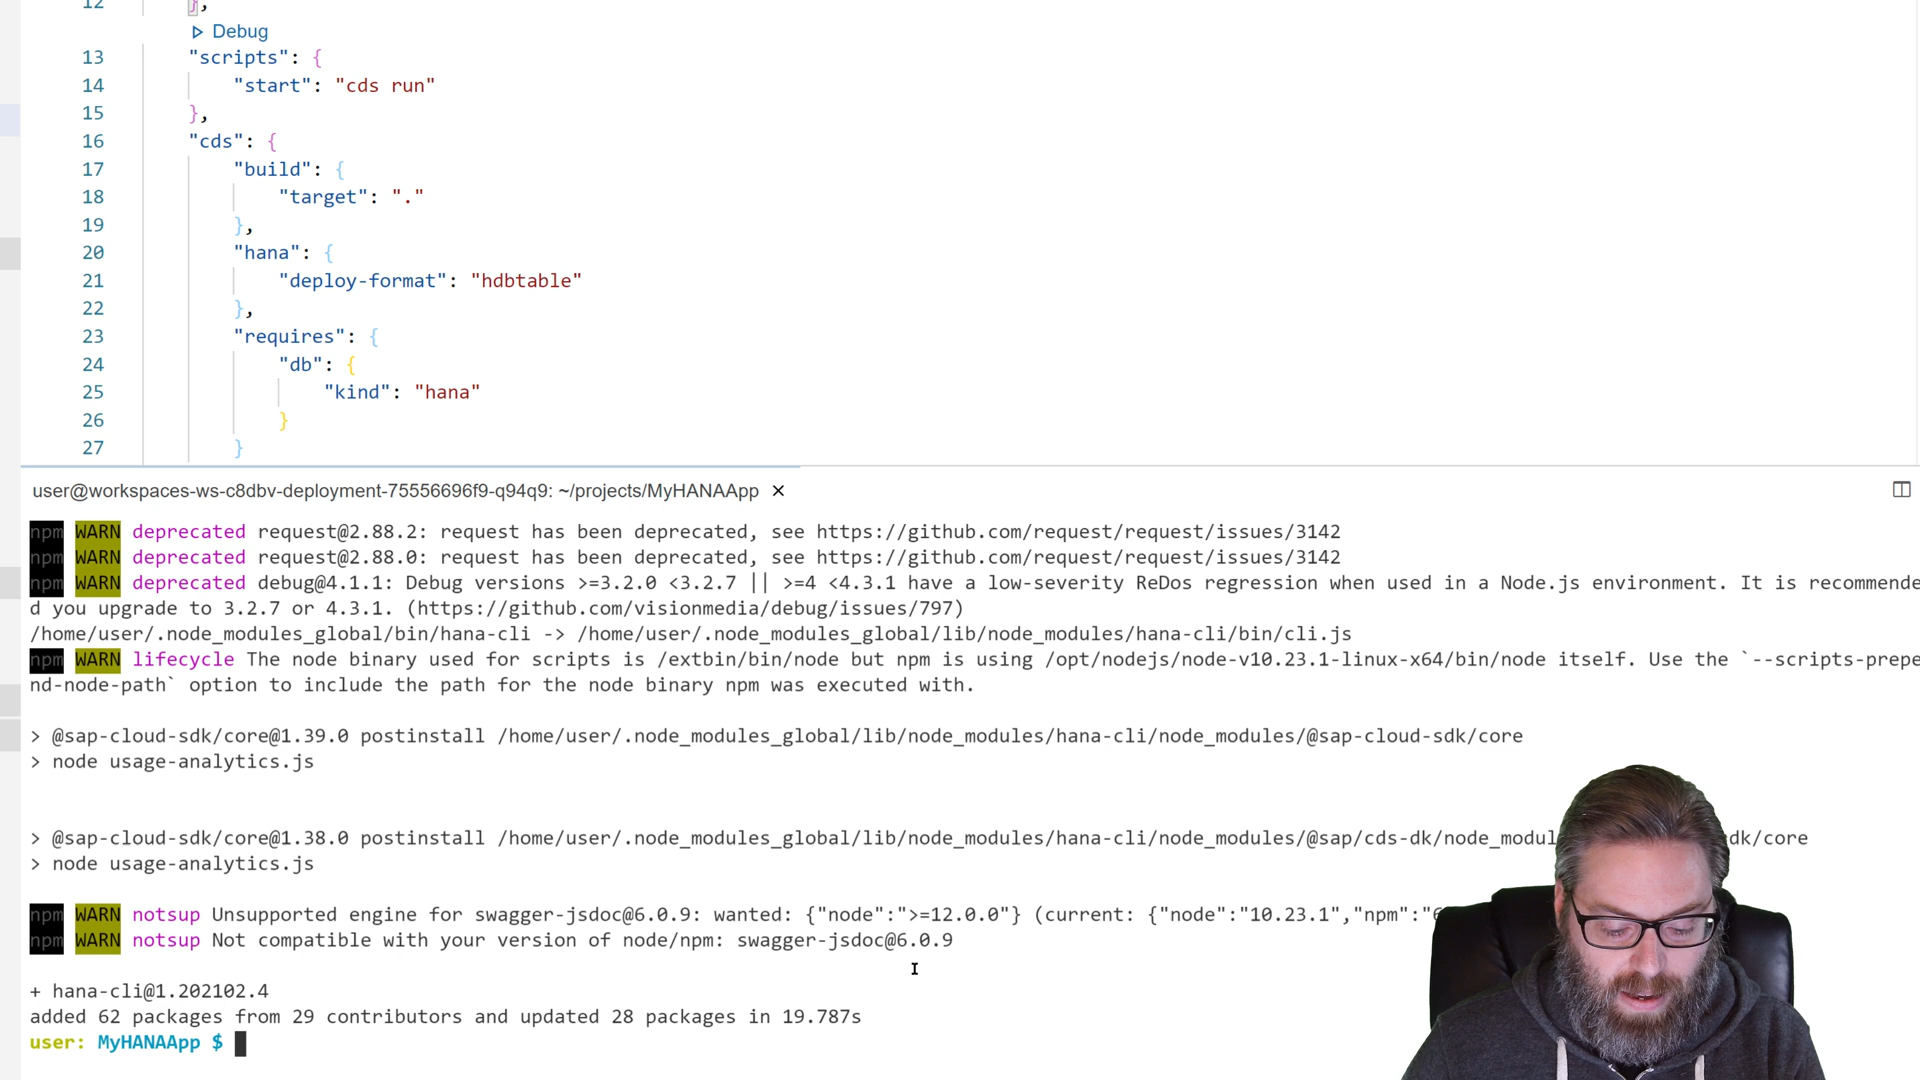 12 },
Debug
13 "scripts": {
14 "start": "cds run"
15 },
16 "cds": {
17 "build": {
18 "target": "."
19 },
20 "hana": {
21 "deploy-format": "hdbtable"
22 },
23 "requires": {
24 "db": {
25 "kind": "hana"
26 }
27 }
user@workspaces-ws-c8dbv-deployment-75556696f9-q94q9: ~/projects/MyHANAApp ×
npm WARN deprecated request@2.88.2: request has been deprecated, see https://github.com/request/request/issues/3142
npm WARN deprecated request@2.88.0: request has been deprecated, see https://github.com/request/request/issues/3142
npm WARN deprecated debug@4.1.1: Debug versions >=3.2.0 <3.2.7 || >=4 <4.3.1 have a low-severity ReDos regression when used in a Node.js environment. It is recommende
d you upgrade to 3.2.7 or 4.3.1. (https://github.com/visionmedia/debug/issues/797)
/home/user/.node_modules_global/bin/hana-cli -> /home/user/.node_modules_global/lib/node_modules/hana-cli/bin/cli.js
npm WARN lifecycle The node binary used for scripts is /extbin/bin/node but npm is using /opt/nodejs/node-v10.23.1-linux-x64/bin/node itself. Use the `--scripts-prepe
nd-node-path` option to include the path for the node binary npm was executed with.
> @sap-cloud-sdk/core@1.39.0 postinstall /home/user/.node_modules_global/lib/node_modules/hana-cli/node_modules/@sap-cloud-sdk/core
> node usage-analytics.js
> @sap-cloud-sdk/core@1.38.0 postinstall /home/user/.node_modules_global/lib/node_modules/hana-cli/node_modules/@sap/cds-dk/node_modul dk/core
> node usage-analytics.js
npm WARN notsup Unsupported engine for swagger-jsdoc@6.0.9: wanted: {"node":">=12.0.0"} (current: {"node":"10.23.1","npm":"6
npm WARN notsup Not compatible with your version of node/npm: swagger-jsdoc@6.0.9
+ hana-cli@1.202102.4
added 62 packages from 29 contributors and updated 28 packages in 19.787s
user: MyHANAApp $